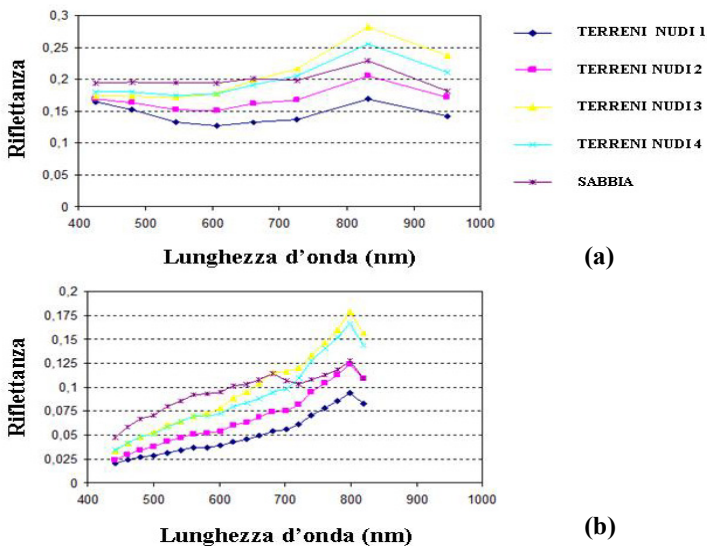 0,3
0,25
0,2
0,15
0,1
0,05
0
Riflettanza
400 500 600 700 800 900 1000
Lunghezza d'onda (nm)
(a)
TERRENI NUDI 1
TERRENI NUDI 2
TERRENI NUDI 3
TERRENI NUDI 4
SABBIA
0,2
0,175
0,15
0,125
0,1
0,075
0,05
0,025
0
Riflettanza
400 500 600 700 800 900 1000
Lunghezza d'onda (nm)
(b)